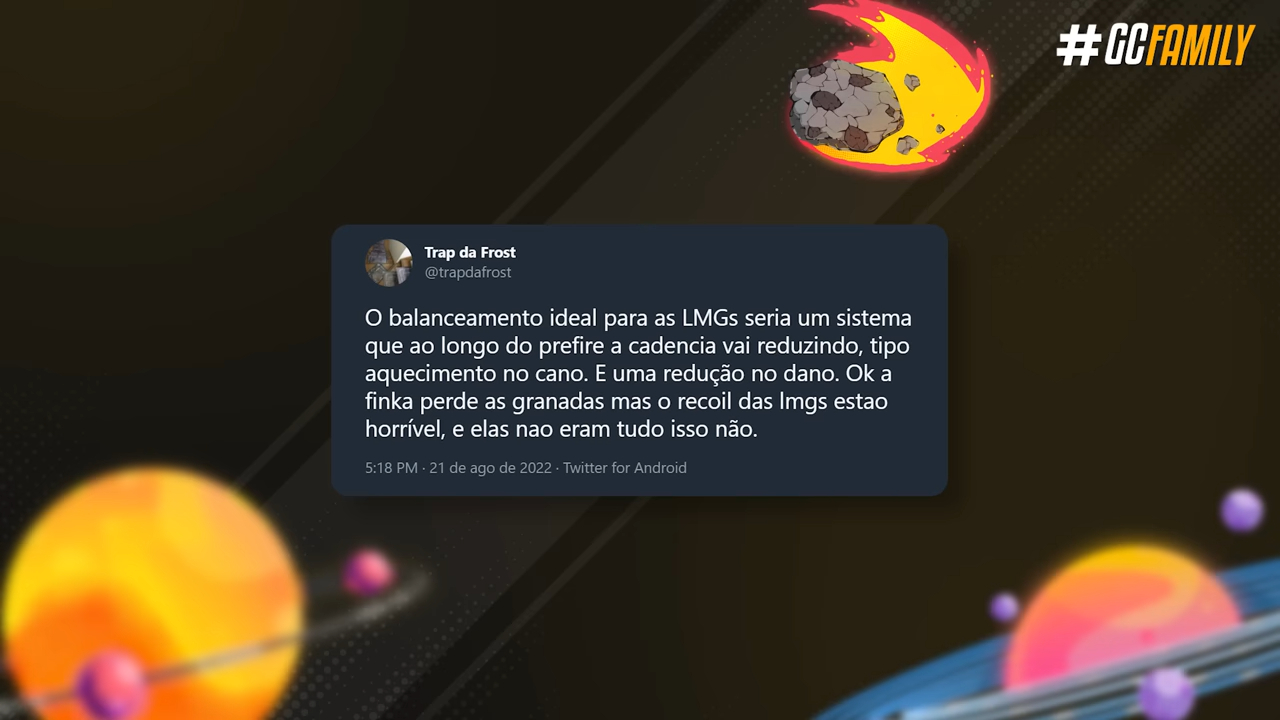 #GCFAMILY
Trap da Frost
@trapdafrost
O balanceamento ideal para as LMGs seria um sistema
que ao longo do prefire a cadencia vai reduzindo, tipo
aquecimento no cano. E uma redução no dano. Ok a
finka perde as granadas mas o recoil das lmgs estao
horrível, e elas nao eram tudo isso não.
5:18 PM · 21 de ago de 2022 · Twitter for Android